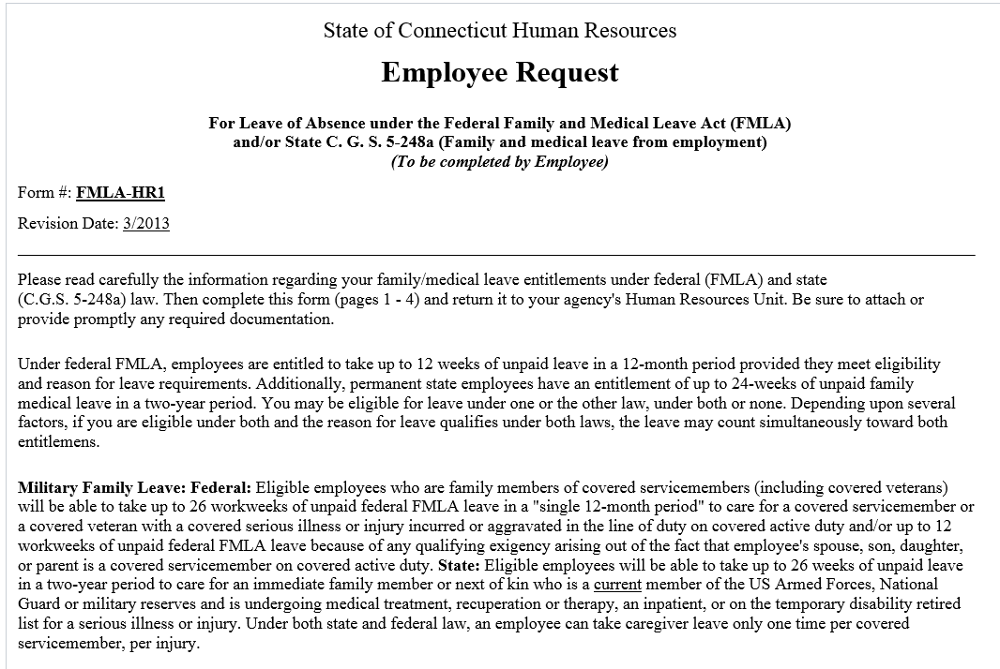 State of Connecticut Human Resources
Employee Request
For Leave of Absence under the Federal Family and Medical Leave Act (FMLA)
and/or State C. G. S. 5-248a (Family and medical leave from employment)
(To be completed by Employee)
Form #: FMLA-HR1
Revision Date: 3/2013
Please read carefully the information regarding your family/medical leave entitlements under federal (FMLA) and state
(C.G.S. 5-248a) law. Then complete this form (pages 1 - 4) and return it to your agency's Human Resources Unit. Be sure to attach or
provide promptly any required documentation.
Under federal FMLA, employees are entitled to take up to 12 weeks of unpaid leave in a 12-month period provided they meet eligibility
and reason for leave requirements. Additionally, permanent state employees have an entitlement of up to 24-weeks of unpaid family
medical leave in a two-year period. You may be eligible for leave under one or the other law, under both or none. Depending upon several
factors, if you are eligible under both and the reason for leave qualifies under both laws, the leave may count simultaneously toward both
entitlemens.
Military Family Leave: Federal: Eligible employees who are family members of covered servicemembers (including covered veterans)
will be able to take up to 26 workweeks of unpaid federal FMLA leave in a "single 12-month period" to care for a covered servicemember or
a covered veteran with a covered serious illness or injury incurred or aggravated in the line of duty on covered active duty and/or up to 12
workweeks of unpaid federal FMLA leave because of any qualifying exigency arising out of the fact that employee's spouse, son, daughter,
or parent is a covered servicemember on covered active duty. State: Eligible employees will be able to take up to 26 weeks of unpaid leave
in a two-year period to care for an immediate family member or next of kin who is a current member of the US Armed Forces, National
Guard or military reserves and is undergoing medical treatment, recuperation or therapy, an inpatient, or on the temporary disability retired
list for a serious illness or injury. Under both state and federal law, an employee can take caregiver leave only one time per covered
servicemember, per injury.